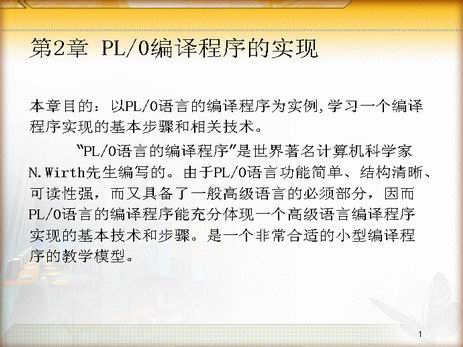 第2章 PL/0编译程序的实现
本章目的：以PL/0语言的编译程序为实例,学习一个编译
程序实现的基本步骤和相关技术。
“PL/0语言的编译程序”是世界著名计算机科学家
N.Wirth先生编写的。由于PL/0语言功能简单、结构清晰、
可读性强，而又具备了一般高级语言的必须部分，因而
PL/0语言的编译程序能充分体现一个高级语言编译程序
实现的基本技术和步骤。是一个非常合适的小型编译程
序的教学模型。
1